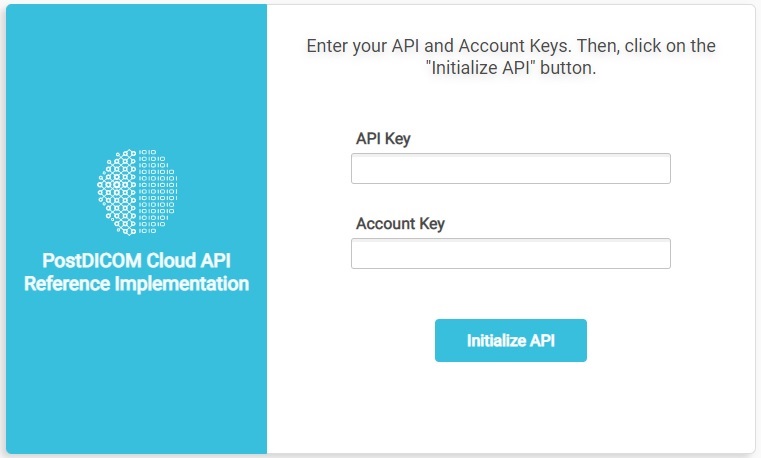 Enter your API and Account Keys. Then, click on the
"Initialize API" button.
API Key
Account Key
Initialize API
PostDICOM Cloud API
Reference Implementation